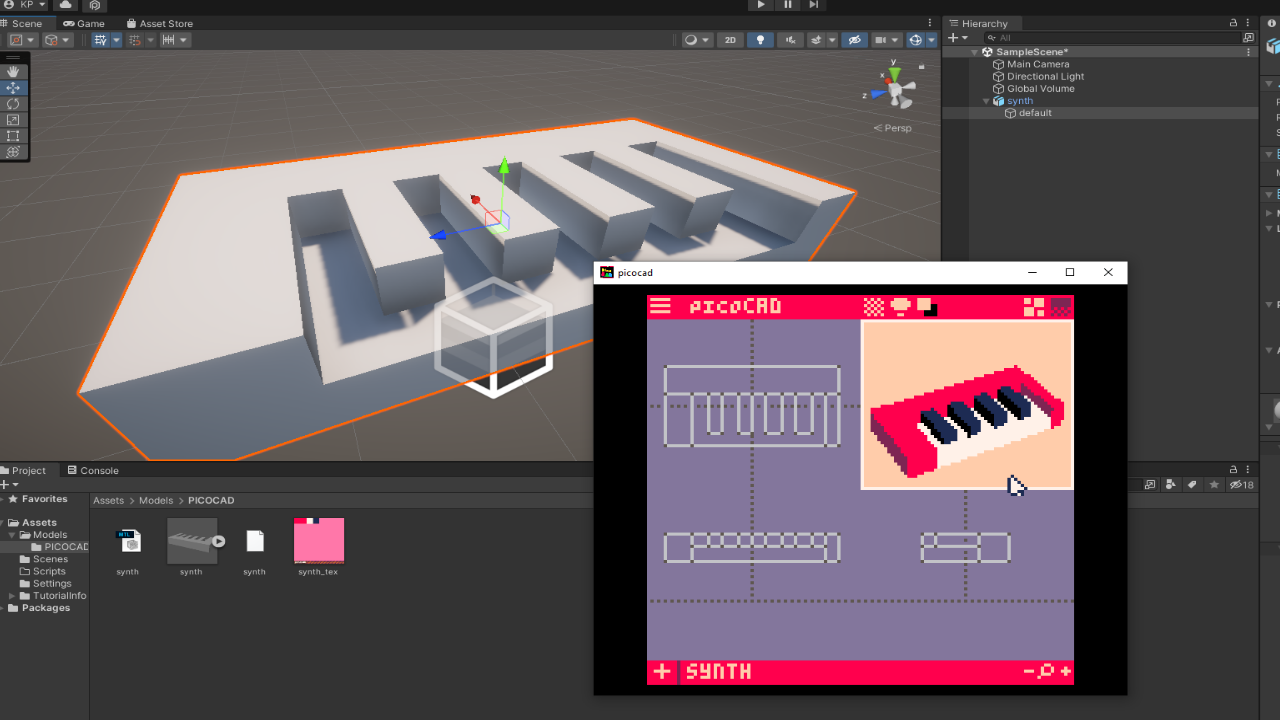 KP
Scene Game Asset Store
2D
y
x
z
Persp
Hierarchy
All
SampleScene*
Main Camera
Directional Light
Global Volume
synth
default
picocad
picoCAD
SYNTH
Project Console
18
Favorites
Assets
Models
PICOCAD
Scenes
Scripts
Settings
TutorialInfo
Packages
Assets > Models > PICOCAD
MTL
synth
synth
synth
synth_tex